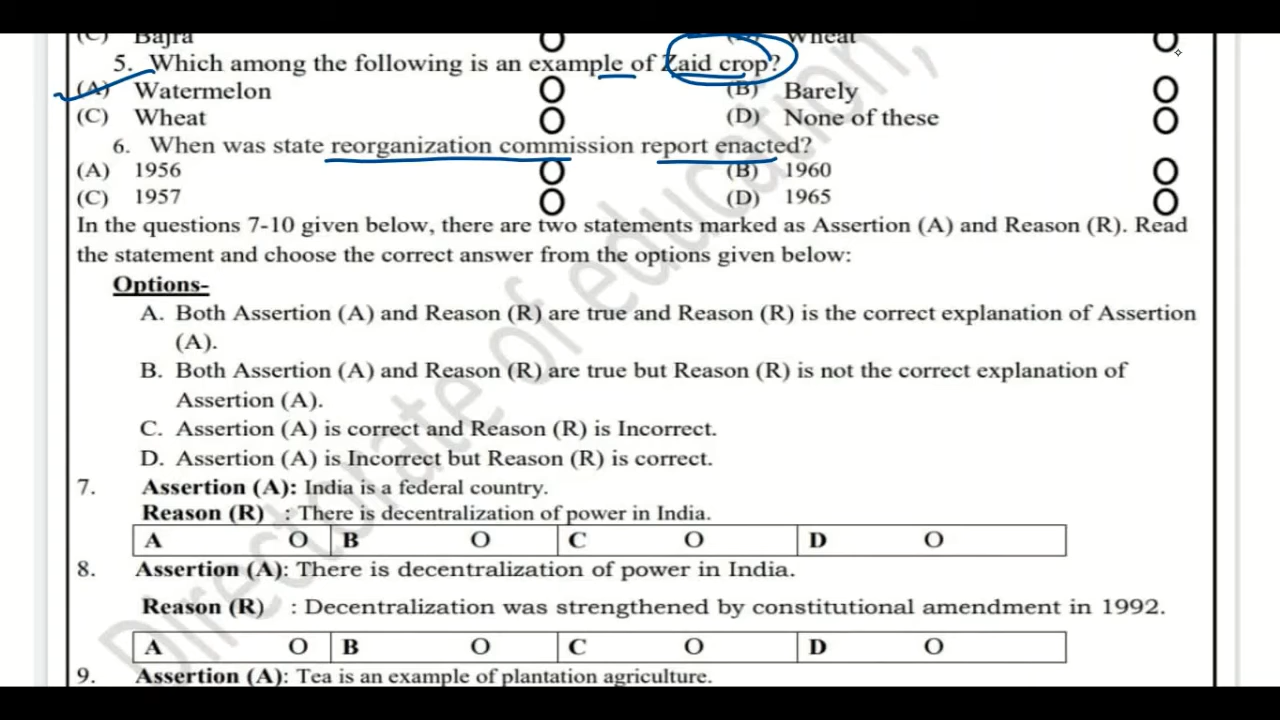 (C) Bajra Wheat
5. Which among the following is an example of Zaid crop?
(A) Watermelon (B) Barely
(C) Wheat (D) None of these
6. When was state reorganization commission report enacted?
(A) 1956 (B) 1960
(C) 1957 (D) 1965
In the questions 7-10 given below, there are two statements marked as Assertion (A) and Reason (R). Read
the statement and choose the correct answer from the options given below:
Options-
A. Both Assertion (A) and Reason (R) are true and Reason (R) is the correct explanation of Assertion
(A).
B. Both Assertion (A) and Reason (R) are true but Reason (R) is not the correct explanation of
Assertion (A).
C. Assertion (A) is correct and Reason (R) is Incorrect.
D. Assertion (A) is Incorrect but Reason (R) is correct.
7. Assertion (A): India is a federal country.
Reason (R) : There is decentralization of power in India.
A O B O C O D O
8. Assertion (A): There is decentralization of power in India.
Reason (R) : Decentralization was strengthened by constitutional amendment in 1992.
A O B O C O D O
9. Assertion (A): Tea is an example of plantation agriculture.
Directorate of education,